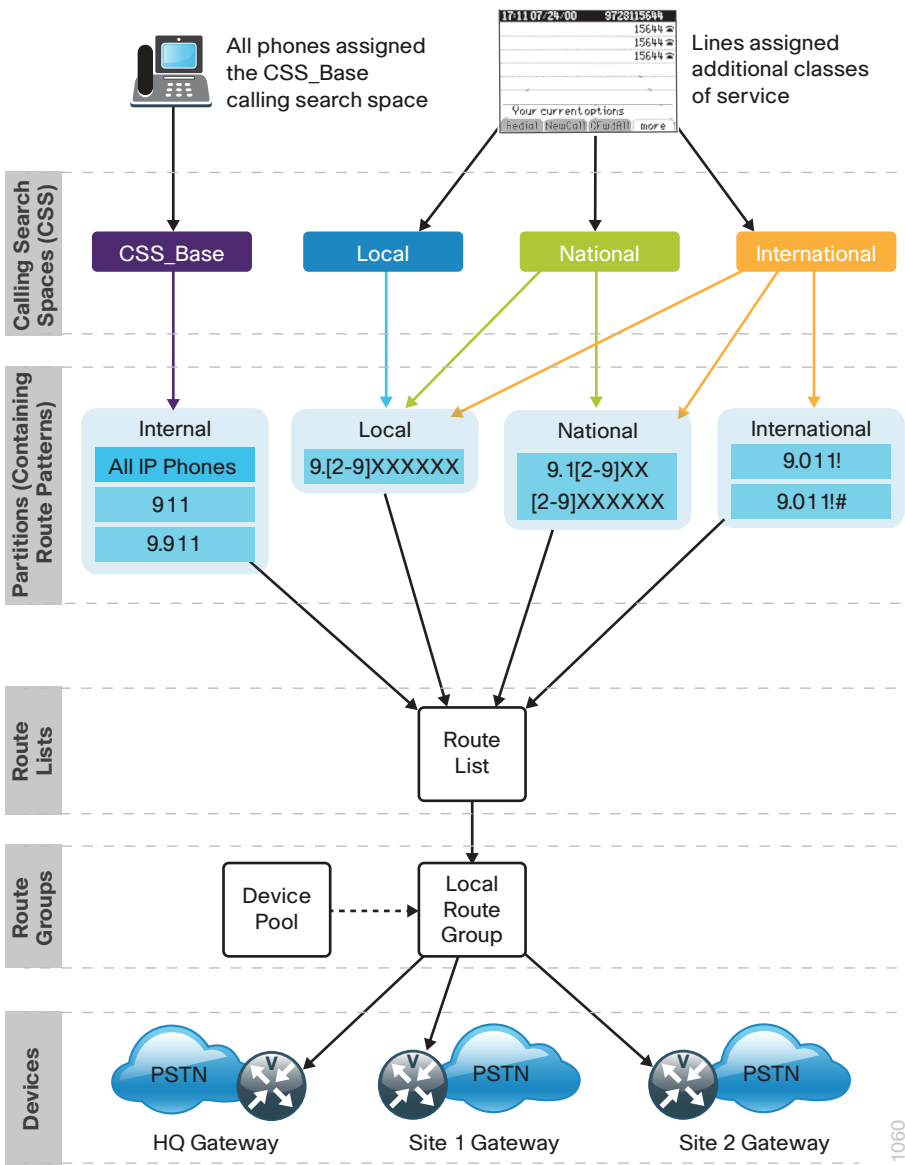 All phones assigned
the CSS_Base
calling search space
17:11 07/24/00 9728115644
15644
15644
15644
Your current options
Redial NewCall CFwdAll more
Lines assigned
additional classes
of service
Calling Search
Spaces (CSS)
CSS_Base
Local
National
International
Partitions (Containing
Route Patterns)
Internal
All IP Phones
911
9.911
Local
9.[2-9]XXXXXX
National
9.1[2-9]XX
[2-9]XXXXXX
International
9.011!
9.011!#
Route
Lists
Route
List
Route
Groups
Device
Pool
Local
Route
Group
Devices
PSTN
V
HQ Gateway
V
PSTN
Site 1 Gateway
V
PSTN
Site 2 Gateway
1060